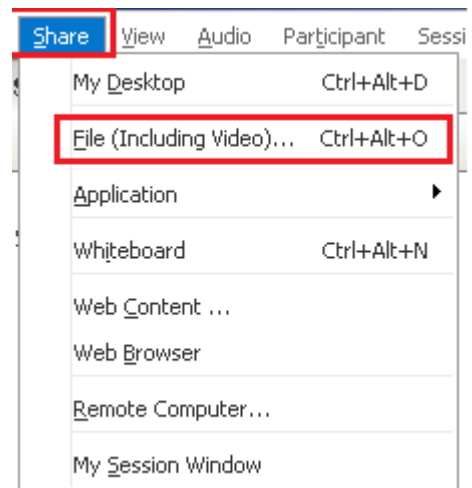 Share View Audio Participant Sessi
My Desktop Ctrl+Alt+D
File (Including Video)... Ctrl+Alt+O
Application
Whiteboard Ctrl+Alt+N
Web Content ...
Web Browser
Remote Computer...
My Session Window